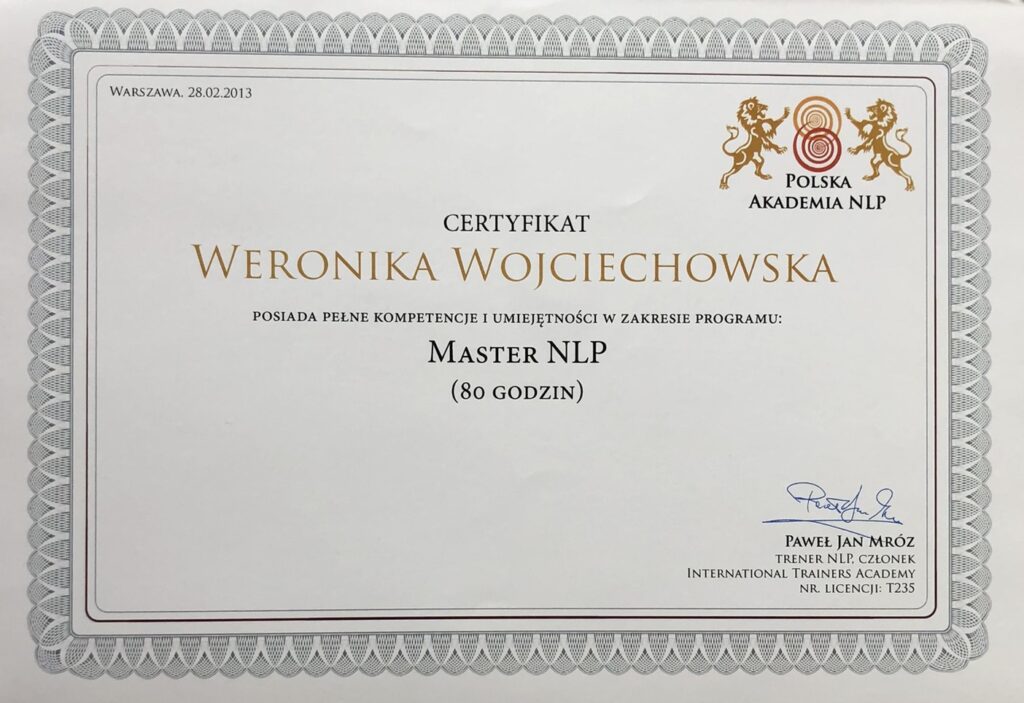 Warszawa, 28.02.2013
Polska
Akademia NLP
CERTYFIKAT
Weronika Wojciechowska
posiada pełne kompetencje i umiejętności w zakresie programu:
Master NLP
(80 godzin)
Paweł Jan Mróz
trener NLP, członek
International Trainers Academy
nr. licencji: T235